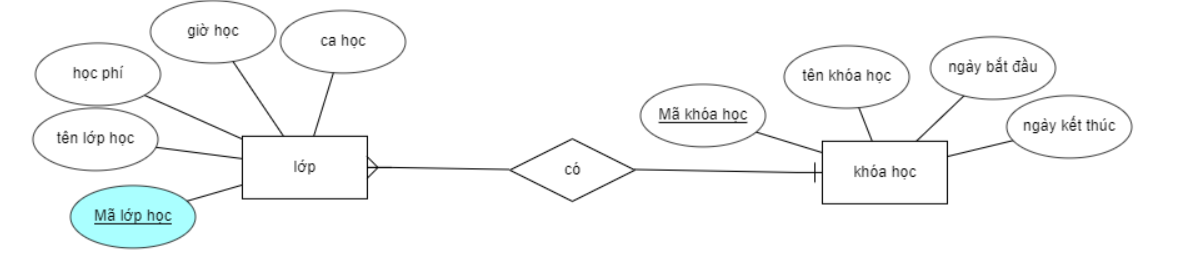 giờ học
ca học
học phí
tên lớp học
Mã lớp học
lớp
có
Mã khóa học
tên khóa học
ngày bắt đầu
ngày kết thúc
khóa học